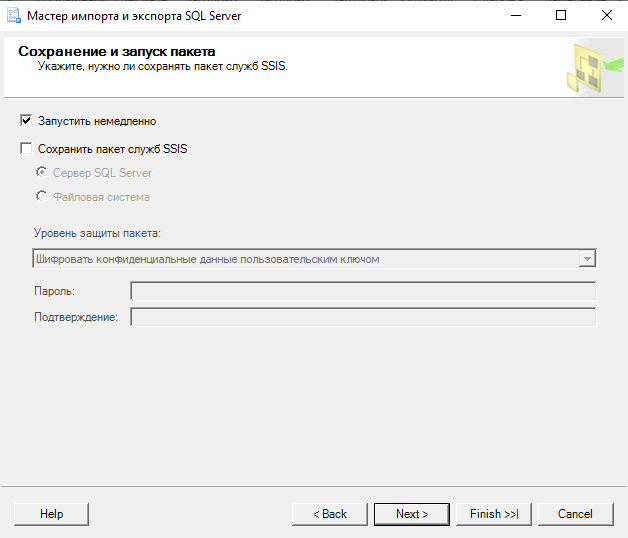 Мастер импорта и экспорта SQL Server
Сохранение и запуск пакета
Укажите, нужно ли сохранять пакет служб SSIS.
Запустить немедленно
Сохранить пакет служб SSIS
Сервер SQL Server
Файловая система
Уровень защиты пакета:
Шифровать конфиденциальные данные пользовательским ключом
Пароль:
Подтверждение:
Help
< Back
Next >
Finish >>|
Cancel